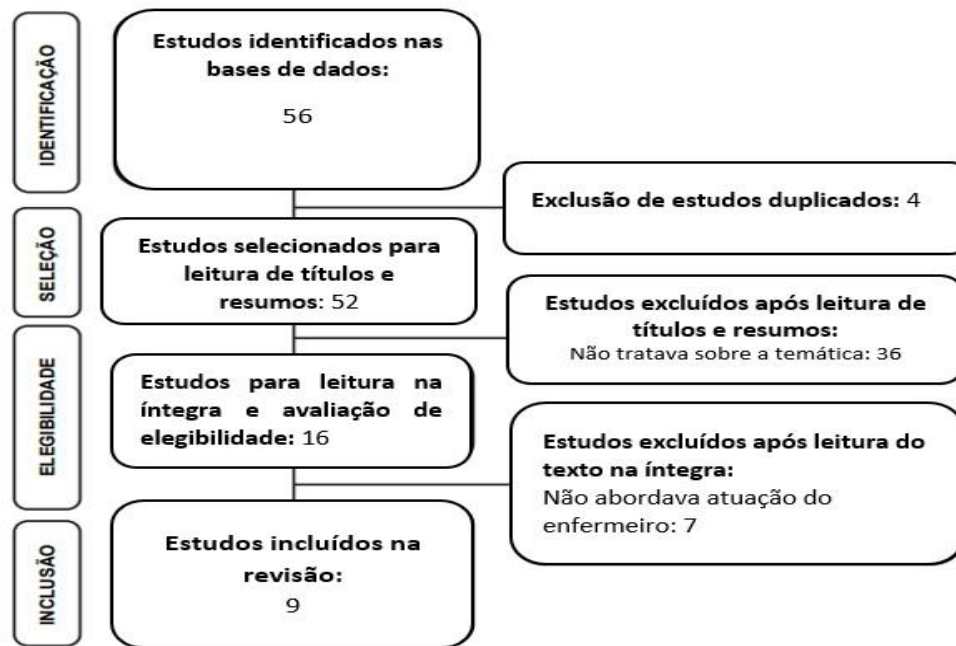 IDENTIFICAÇÃO
Estudos identificados nas
bases de dados:
56
Exclusão de estudos duplicados: 4
SELEÇÃO
Estudos selecionados para
leitura de títulos e
resumos: 52
Estudos excluídos após leitura de
títulos e resumos:
Não tratava sobre a temática: 36
ELEGIBILIDADE
Estudos para leitura na
íntegra e avaliação de
elegibilidade: 16
Estudos excluídos após leitura do
texto na íntegra:
Não abordava atuação do
enfermeiro: 7
INCLUSÃO
Estudos incluídos na
revisão:
9